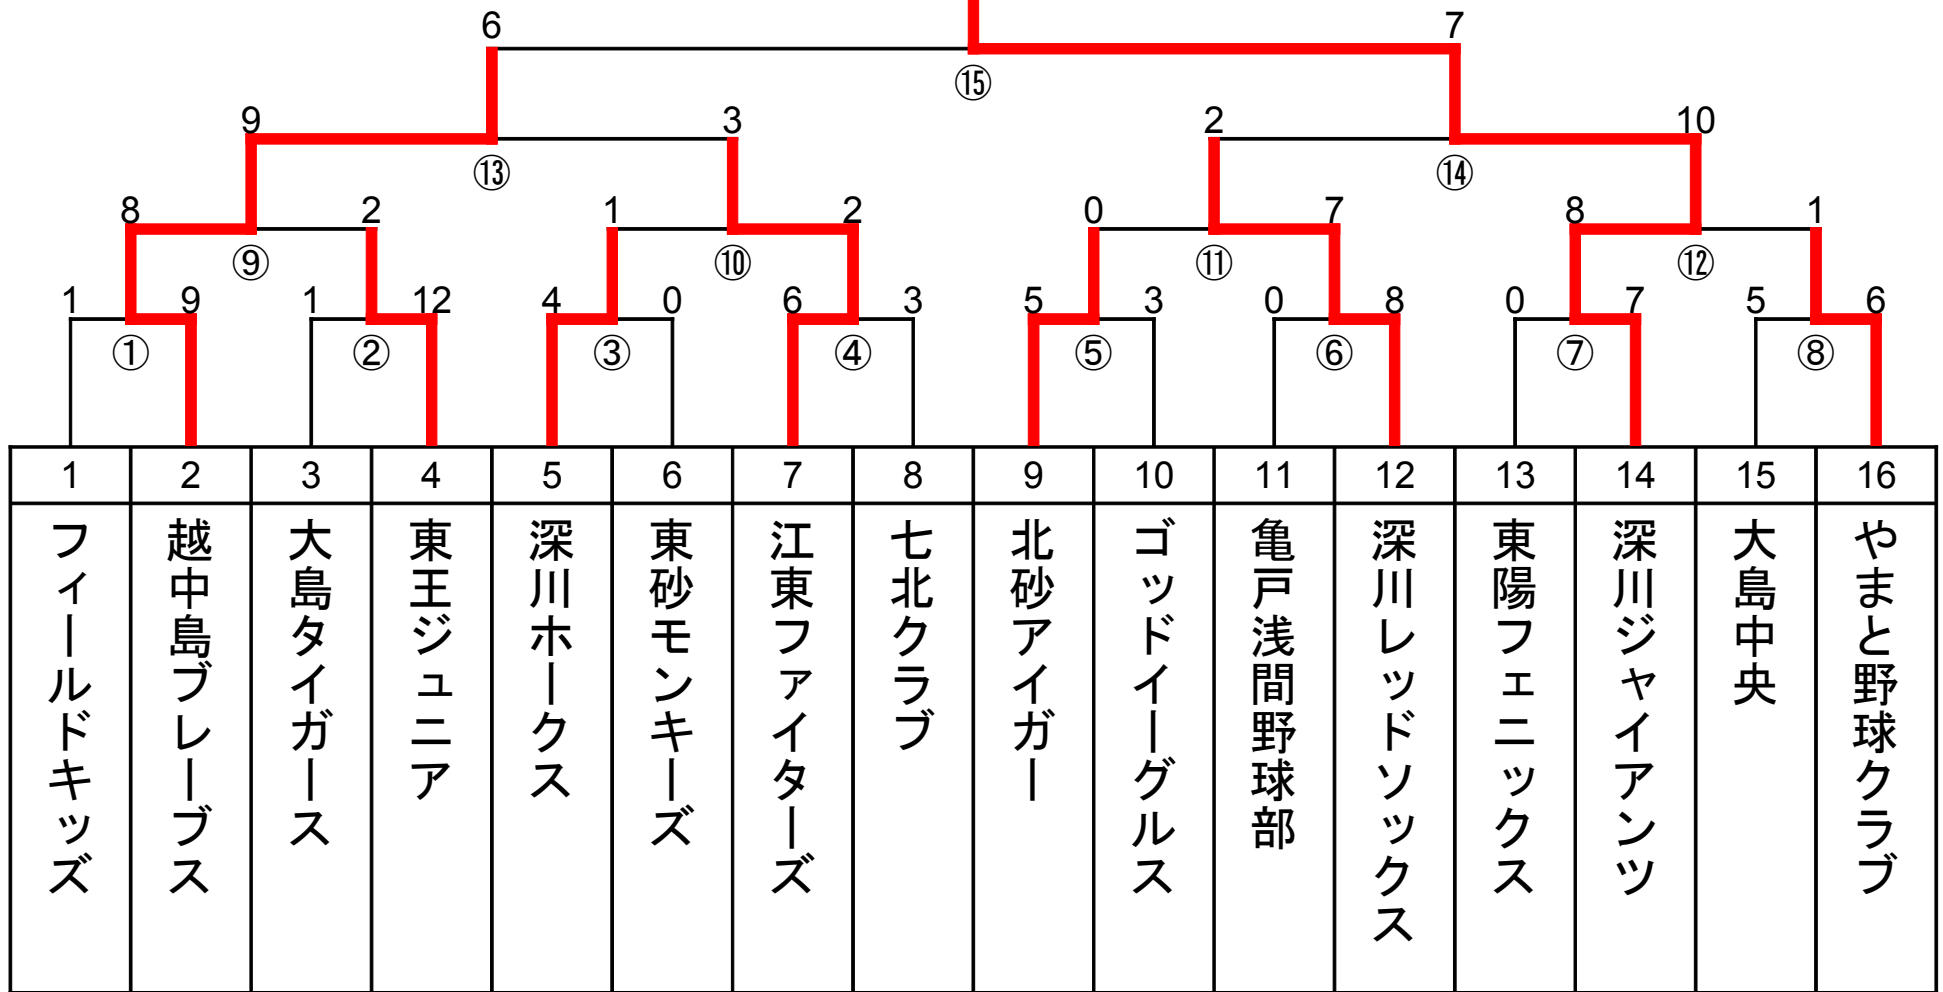 6 7
⑮
9 3 2 10
⑬ ⑭
8 2 1 2 0 7 8 1
⑨ ⑩ ⑪ ⑫
1 9 1 12 4 0 6 3 5 3 0 8 0 7 5 6
① ② ③ ④ ⑤ ⑥ ⑦ ⑧
1 2 3 4 5 6 7 8 9 10 11 12 13 14 15 16
フィールドキッズ
越中島ブレーブス
大島タイガース
東王ジュニア
深川ホークス
東砂モンキーズ
江東ファイターズ
七北クラブ
北砂アイガー
ゴッドイーグルス
亀戸浅間野球部
深川レッドソックス
東陽フェニックス
深川ジャイアンツ
大島中央
やまと野球クラブ